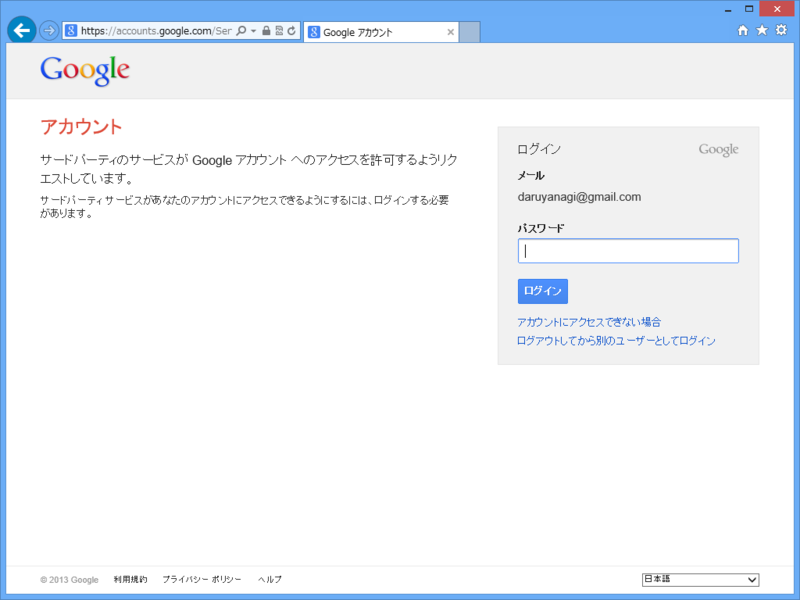 https://accounts.google.com/Ser
Google アカウント
Google
アカウント
サードパーティのサービスが Google アカウント へのアクセスを許可するようリク
エストしています。
サードパーティ サービスがあなたのアカウントにアクセスできるようにするには、ログインする必要
があります。
ログイン
Google
メール
daruyanagi@gmail.com
パスワード
ログイン
アカウントにアクセスできない場合
ログアウトしてから別のユーザーとしてログイン
© 2013 Google 利用規約 プライバシー ポリシー ヘルプ
日本語